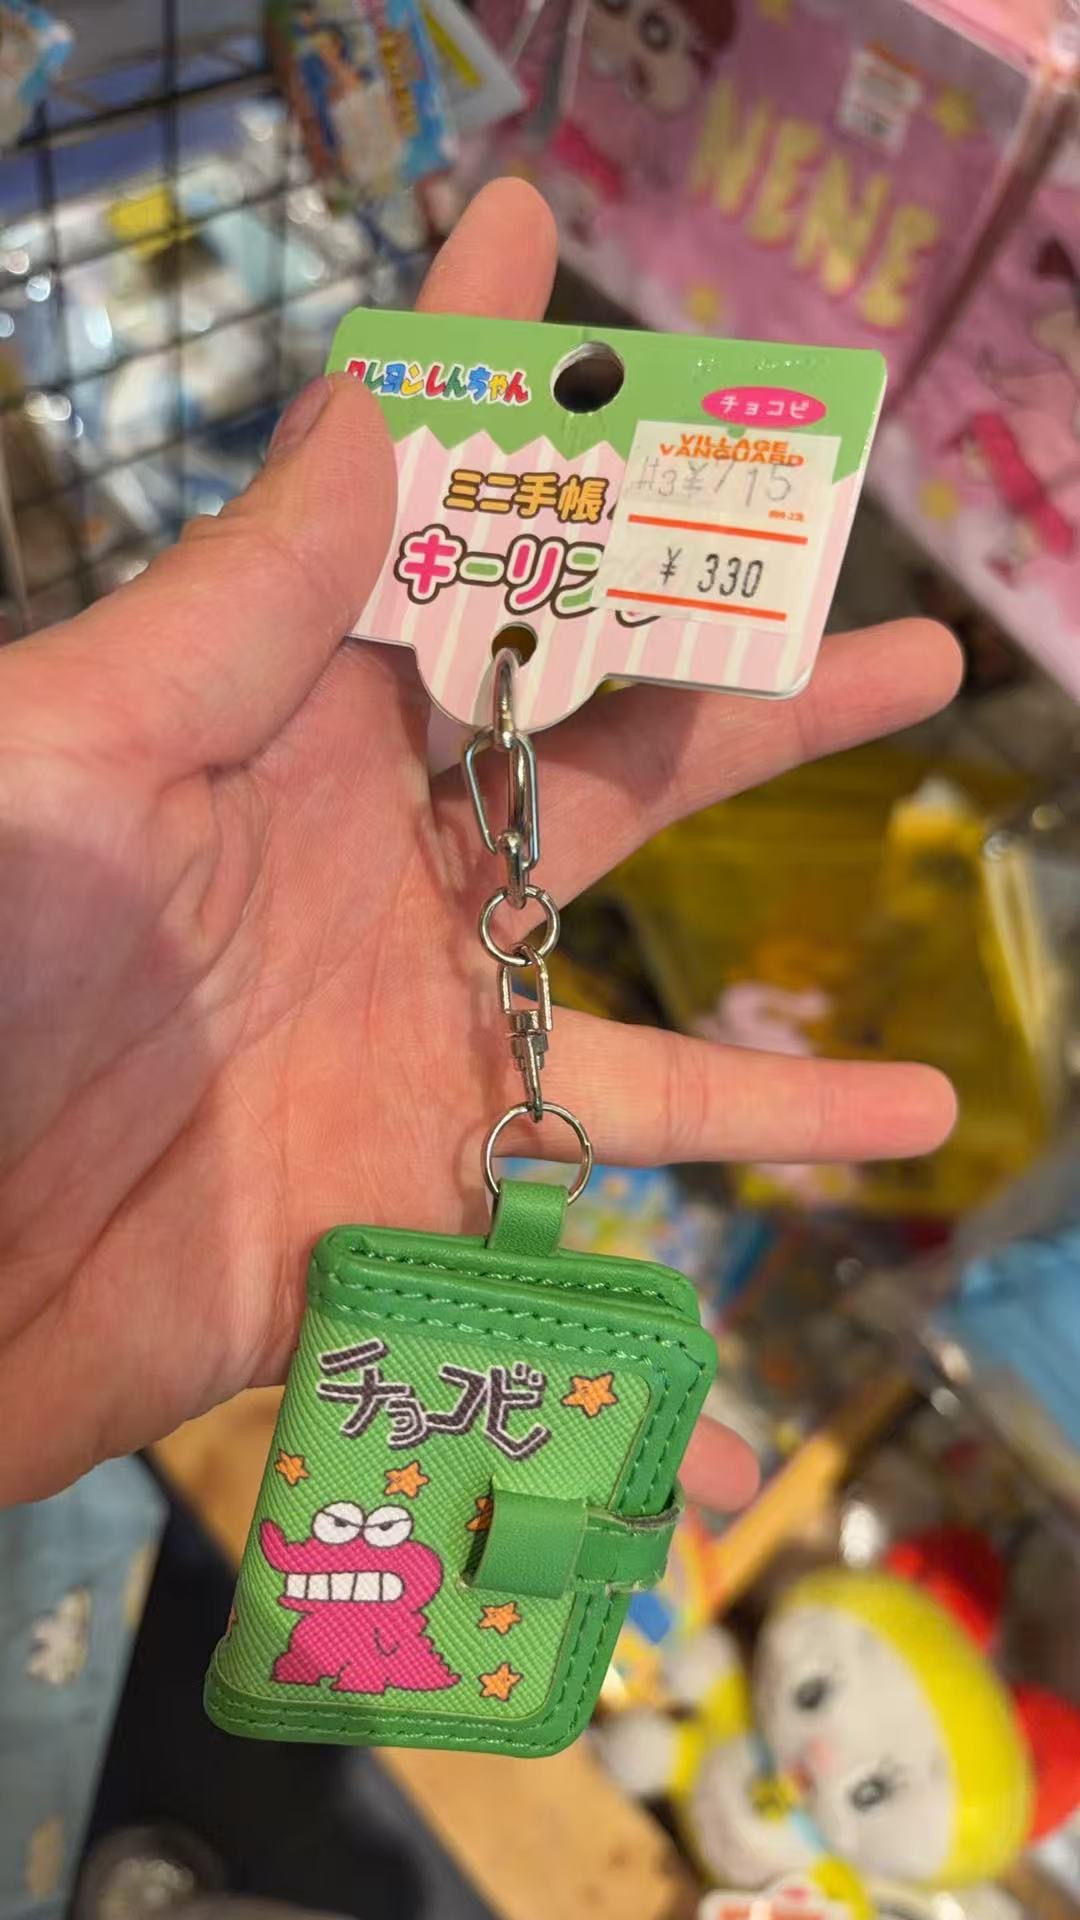 NENE
クレヨンしんちゃん
チョコビ
VILLAGE
VANGUARD
¥715
ミニ手帳
¥ 330
キーリング
チョコビ